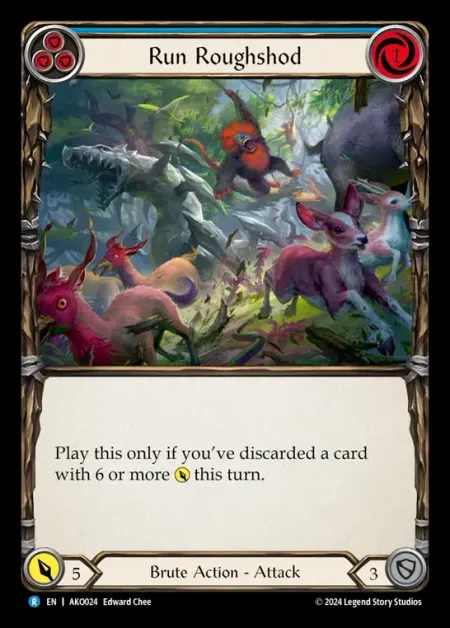 Run Roughshod
1
Play this only if you've discarded a card
with 6 or more this turn.
5
Brute Action - Attack
3
R EN | AKO024 Edward Chee
© 2024 Legend Story Studios